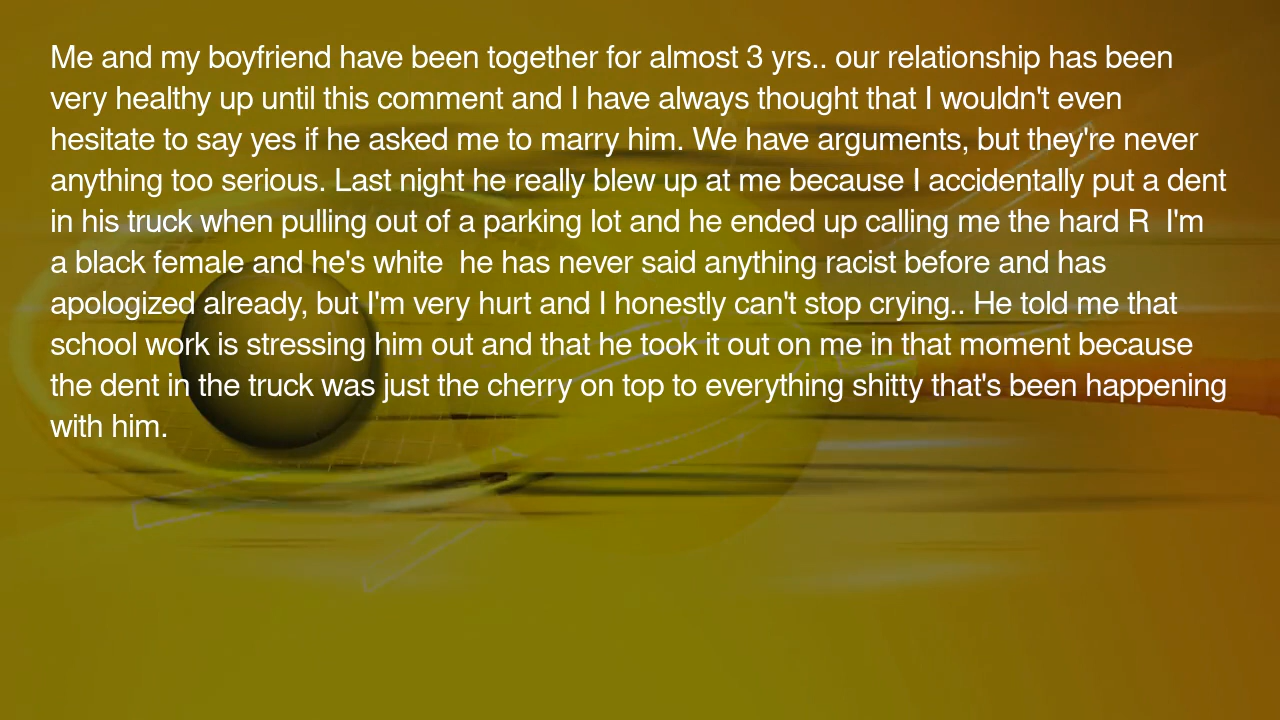 Me and my boyfriend have been together for almost 3 yrs.. our relationship has been
very healthy up until this comment and I have always thought that I wouldn't even
hesitate to say yes if he asked me to marry him. We have arguments, but they're never
anything too serious. Last night he really blew up at me because I accidentally put a dent
in his truck when pulling out of a parking lot and he ended up calling me the hard R  I'm
a black female and he's white  he has never said anything racist before and has
apologized already, but I'm very hurt and I honestly can't stop crying.. He told me that
school work is stressing him out and that he took it out on me in that moment because
the dent in the truck was just the cherry on top to everything shitty that's been happening
with him.